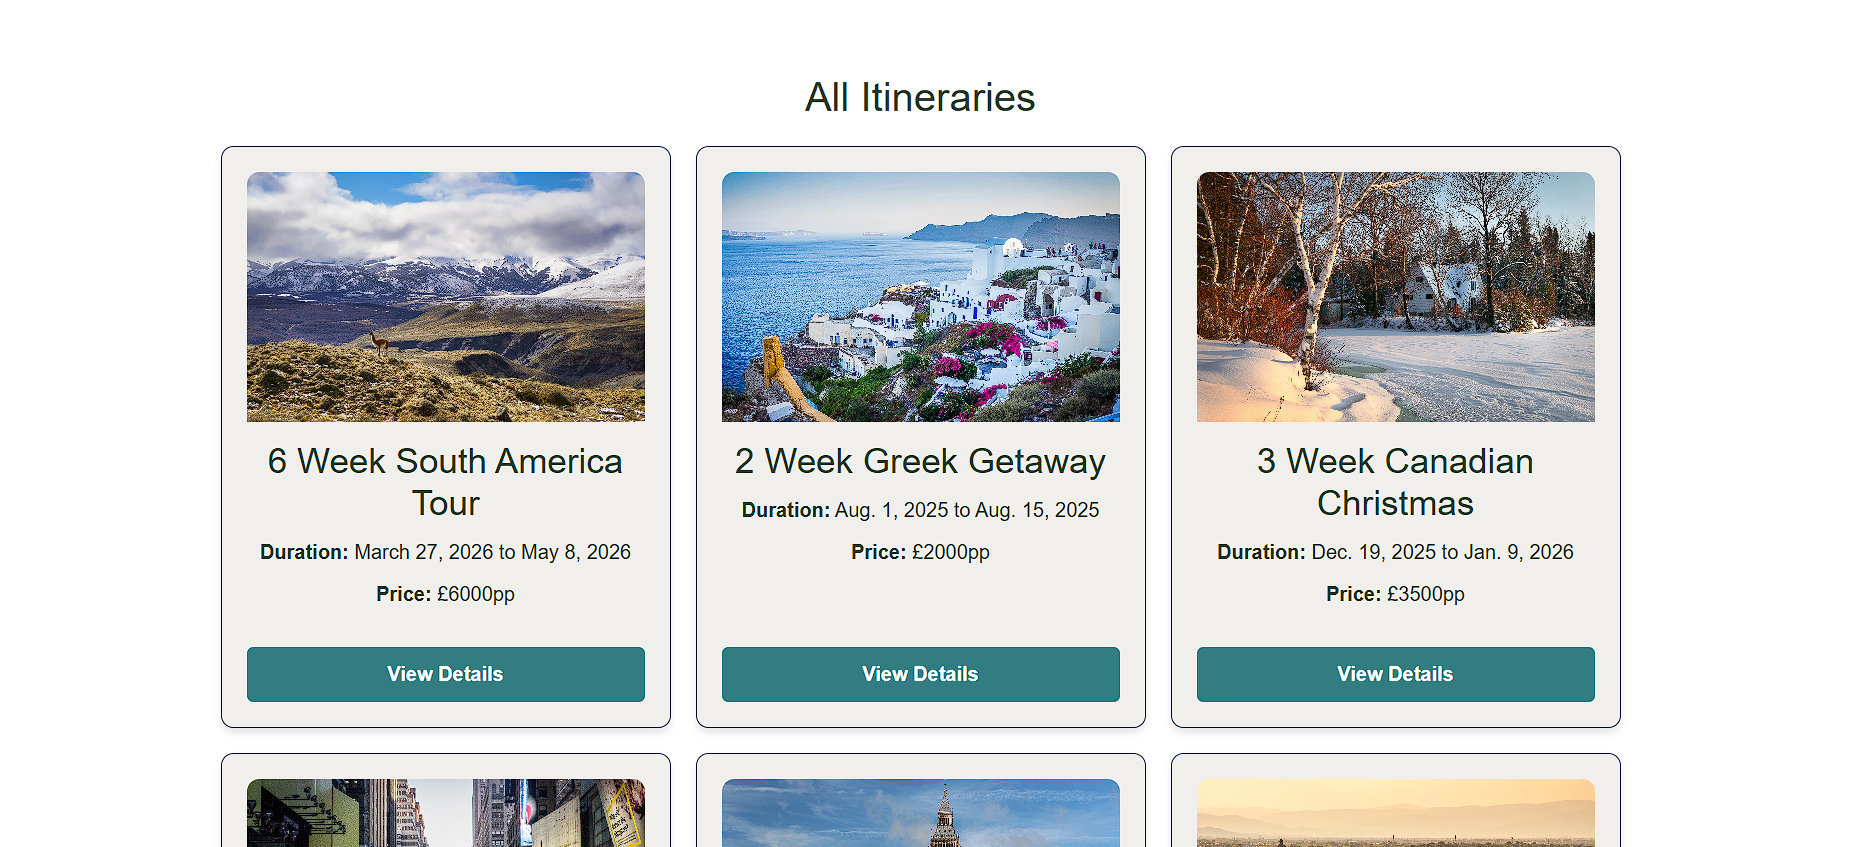 All Itineraries
6 Week South America
Tour
Duration: March 27, 2026 to May 8, 2026
Price: £6000pp
View Details
2 Week Greek Getaway
Duration: Aug. 1, 2025 to Aug. 15, 2025
Price: £2000pp
View Details
3 Week Canadian
Christmas
Duration: Dec. 19, 2025 to Jan. 9, 2026
Price: £3500pp
View Details